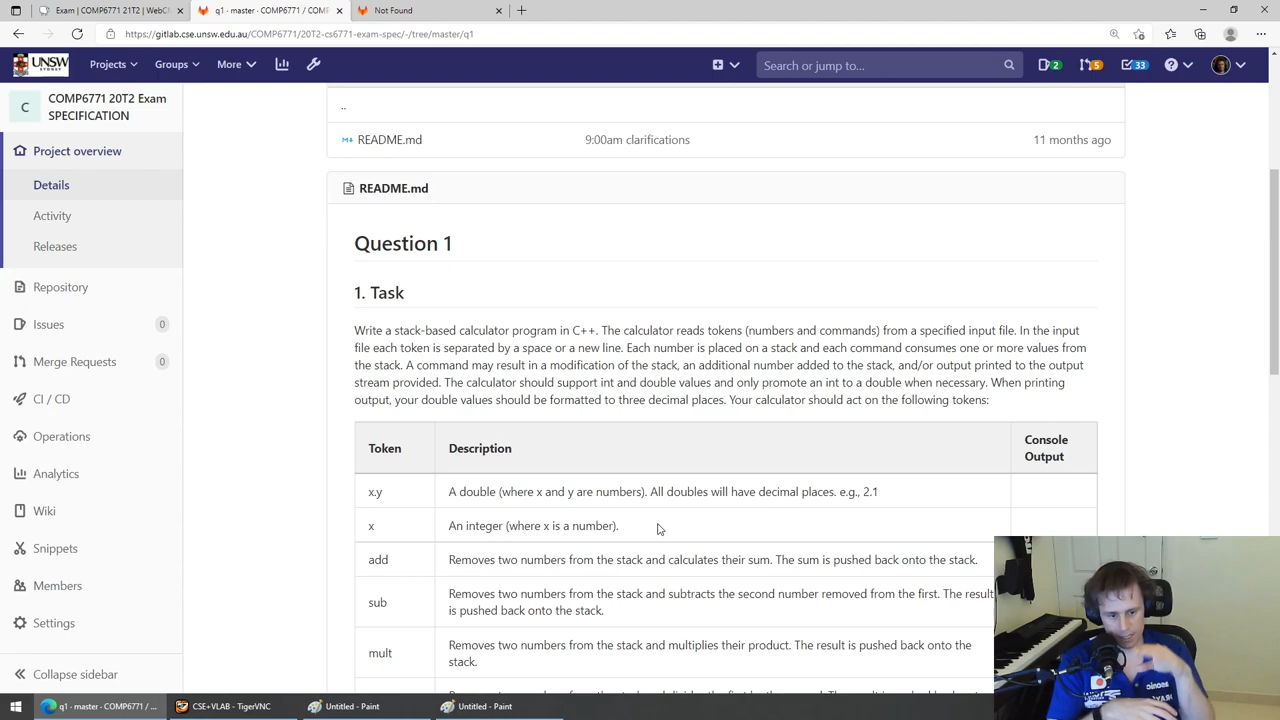 Exam | COMP6771 21T2 | WebC
q1 · master · COMP6771 / COMP
Not Found
https://gitlab.cse.unsw.edu.au/COMP6771/20T2-cs6771-exam-spec/-/tree/master/q1
UNSW
SYDNEY
Projects
Groups
More
Search or jump to...
2
5
33
C
COMP6771 20T2 Exam
SPECIFICATION
Project overview
Details
Activity
Releases
Repository
Issues
0
Merge Requests
0
CI / CD
Operations
Analytics
Wiki
Snippets
Members
Settings
Collapse sidebar
..
README.md
9:00am clarifications
11 months ago
README.md
Question 1
1. Task
Write a stack-based calculator program in C++. The calculator reads tokens (numbers and commands) from a specified input file. In the input
file each token is separated by a space or a new line. Each number is placed on a stack and each command consumes one or more values from
the stack. A command may result in a modification of the stack, an additional number added to the stack, and/or output printed to the output
stream provided. The calculator should support int and double values and only promote an int to a double when necessary. When printing
output, your double values should be formatted to three decimal places. Your calculator should act on the following tokens:
Token
Description
Console
Output
x.y
A double (where x and y are numbers). All doubles will have decimal places. e.g., 2.1
x
An integer (where x is a number).
add
Removes two numbers from the stack and calculates their sum. The sum is pushed back onto the stack.
sub
Removes two numbers from the stack and subtracts the second number removed from the first. The result
is pushed back onto the stack.
mult
Removes two numbers from the stack and multiplies their product. The result is pushed back onto the
stack.
q1 · master · COMP6771 / ...
CSE+VLAB - TigerVNC
Untitled - Paint
Untitled - Paint